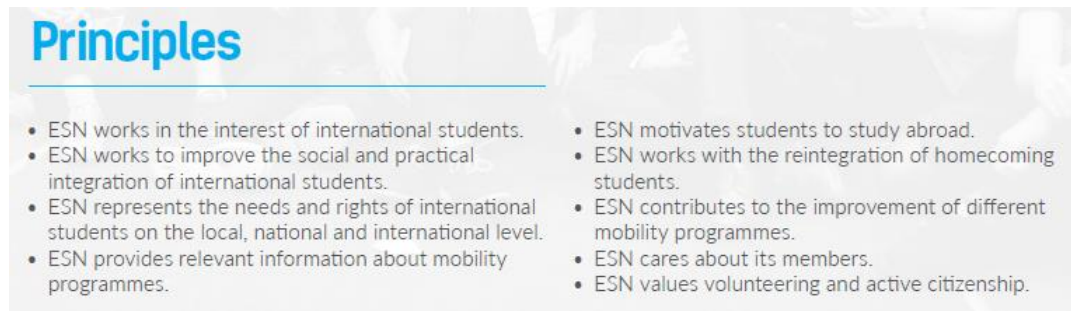 Principles
• ESN works in the interest of international students.
• ESN works to improve the social and practical
integration of international students.
• ESN represents the needs and rights of international
students on the local, national and international level.
• ESN provides relevant information about mobility
programmes.
• ESN motivates students to study abroad.
• ESN works with the reintegration of homecoming
students.
• ESN contributes to the improvement of different
mobility programmes.
• ESN cares about its members.
• ESN values volunteering and active citizenship.